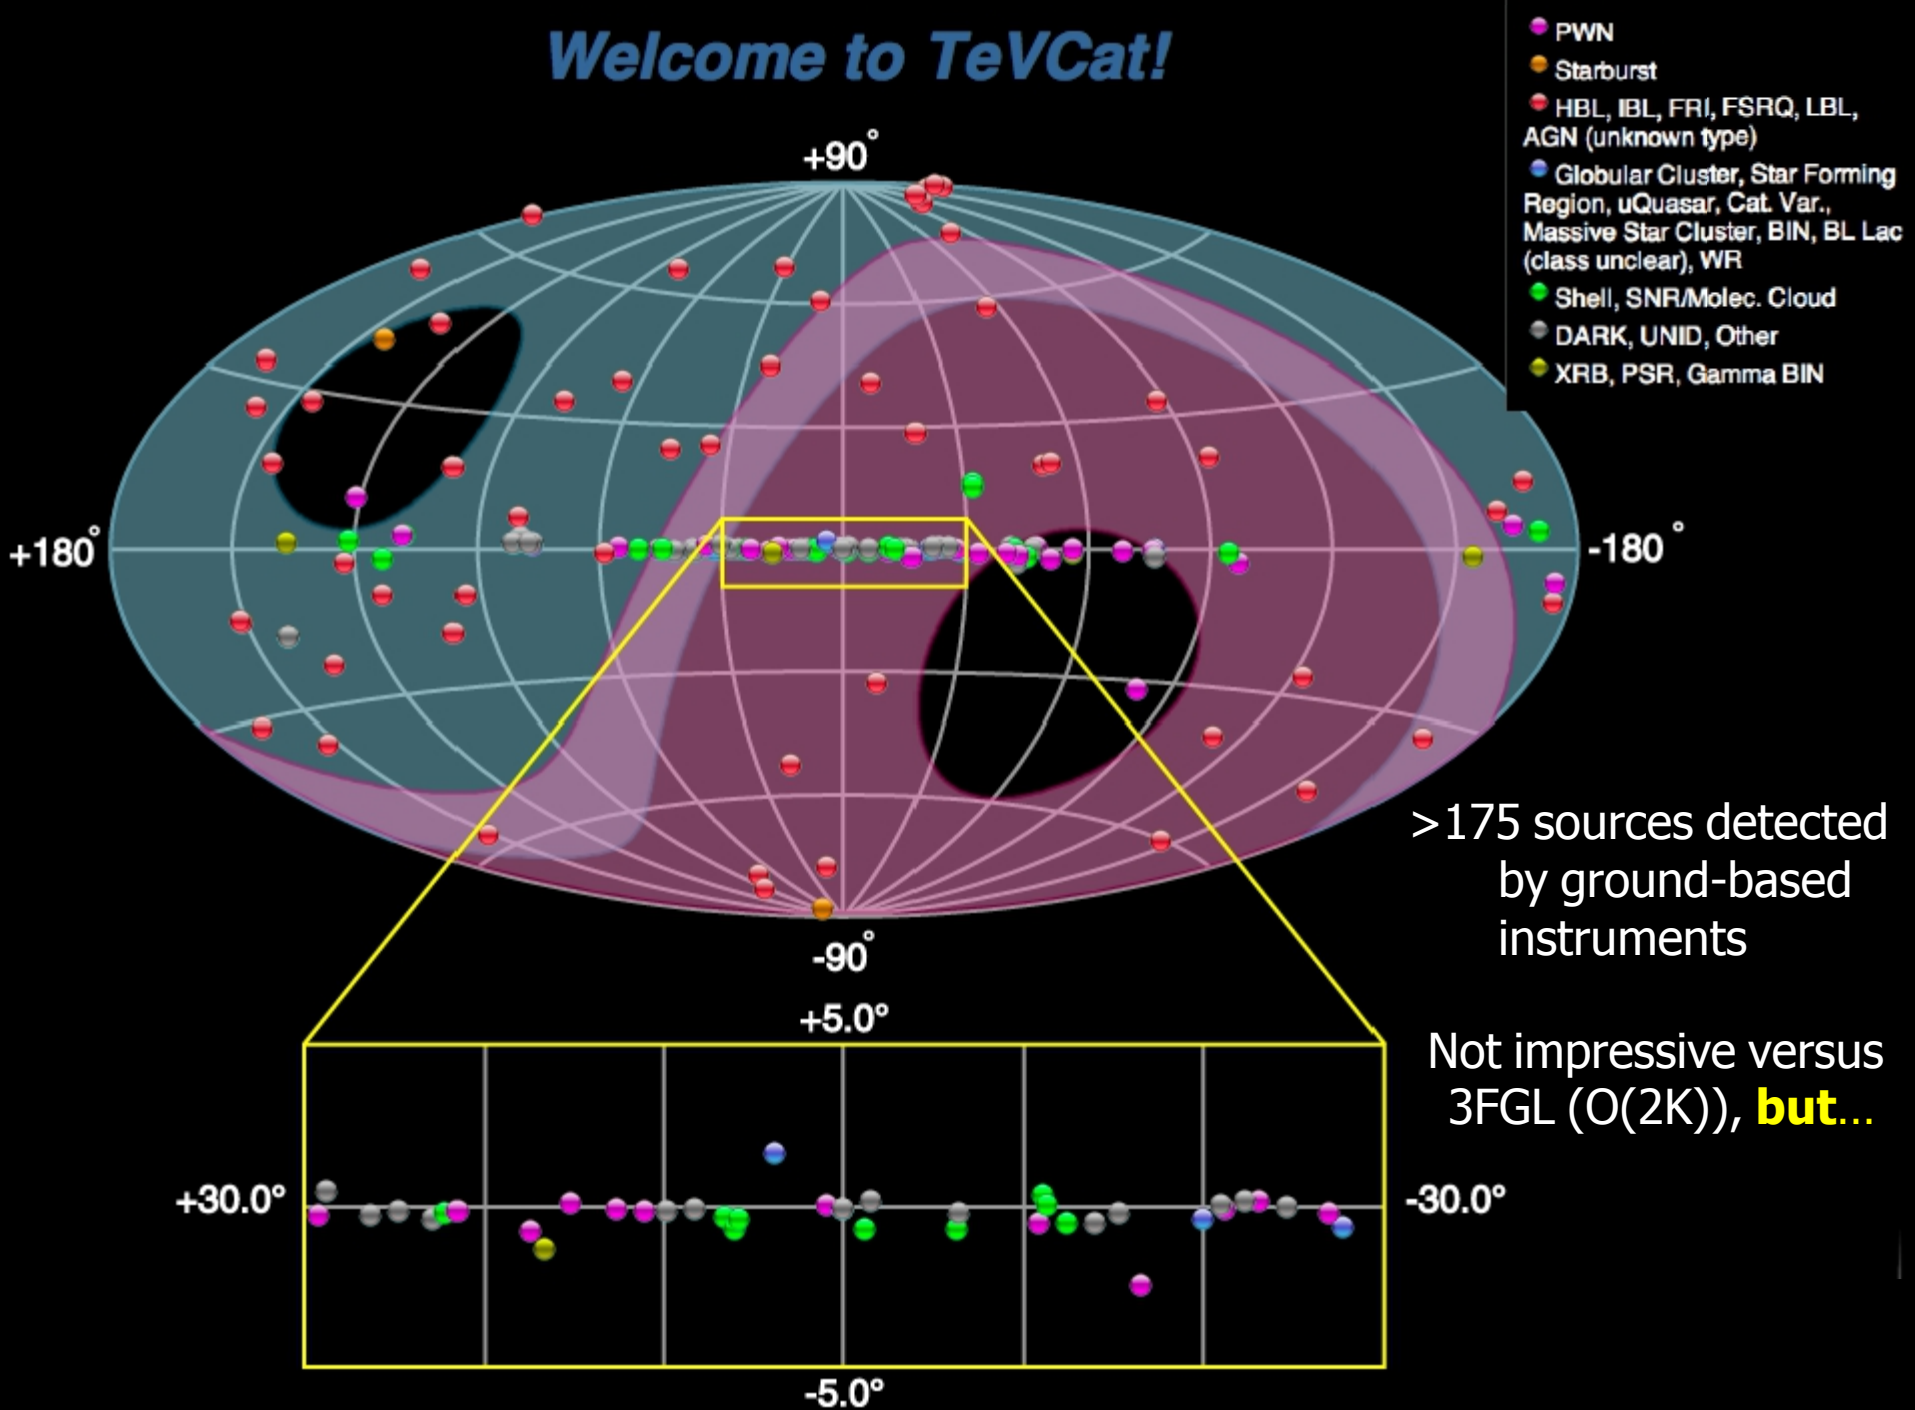 Welcome to TeVCat!
PWN
Starburst
HBL, IBL, FRI, FSRQ, LBL,
AGN (unknown type)
Globular Cluster, Star Forming
Region, uQuasar, Cat. Var.,
Massive Star Cluster, BIN, BL Lac
(class unclear), WR
Shell, SNR/Molec. Cloud
DARK, UNID, Other
XRB, PSR, Gamma BIN
+90°
+180°
-180°
-90°
>175 sources detected
by ground-based
instruments
Not impressive versus
3FGL (O(2K)), but...
+5.0°
+30.0°
-30.0°
-5.0°